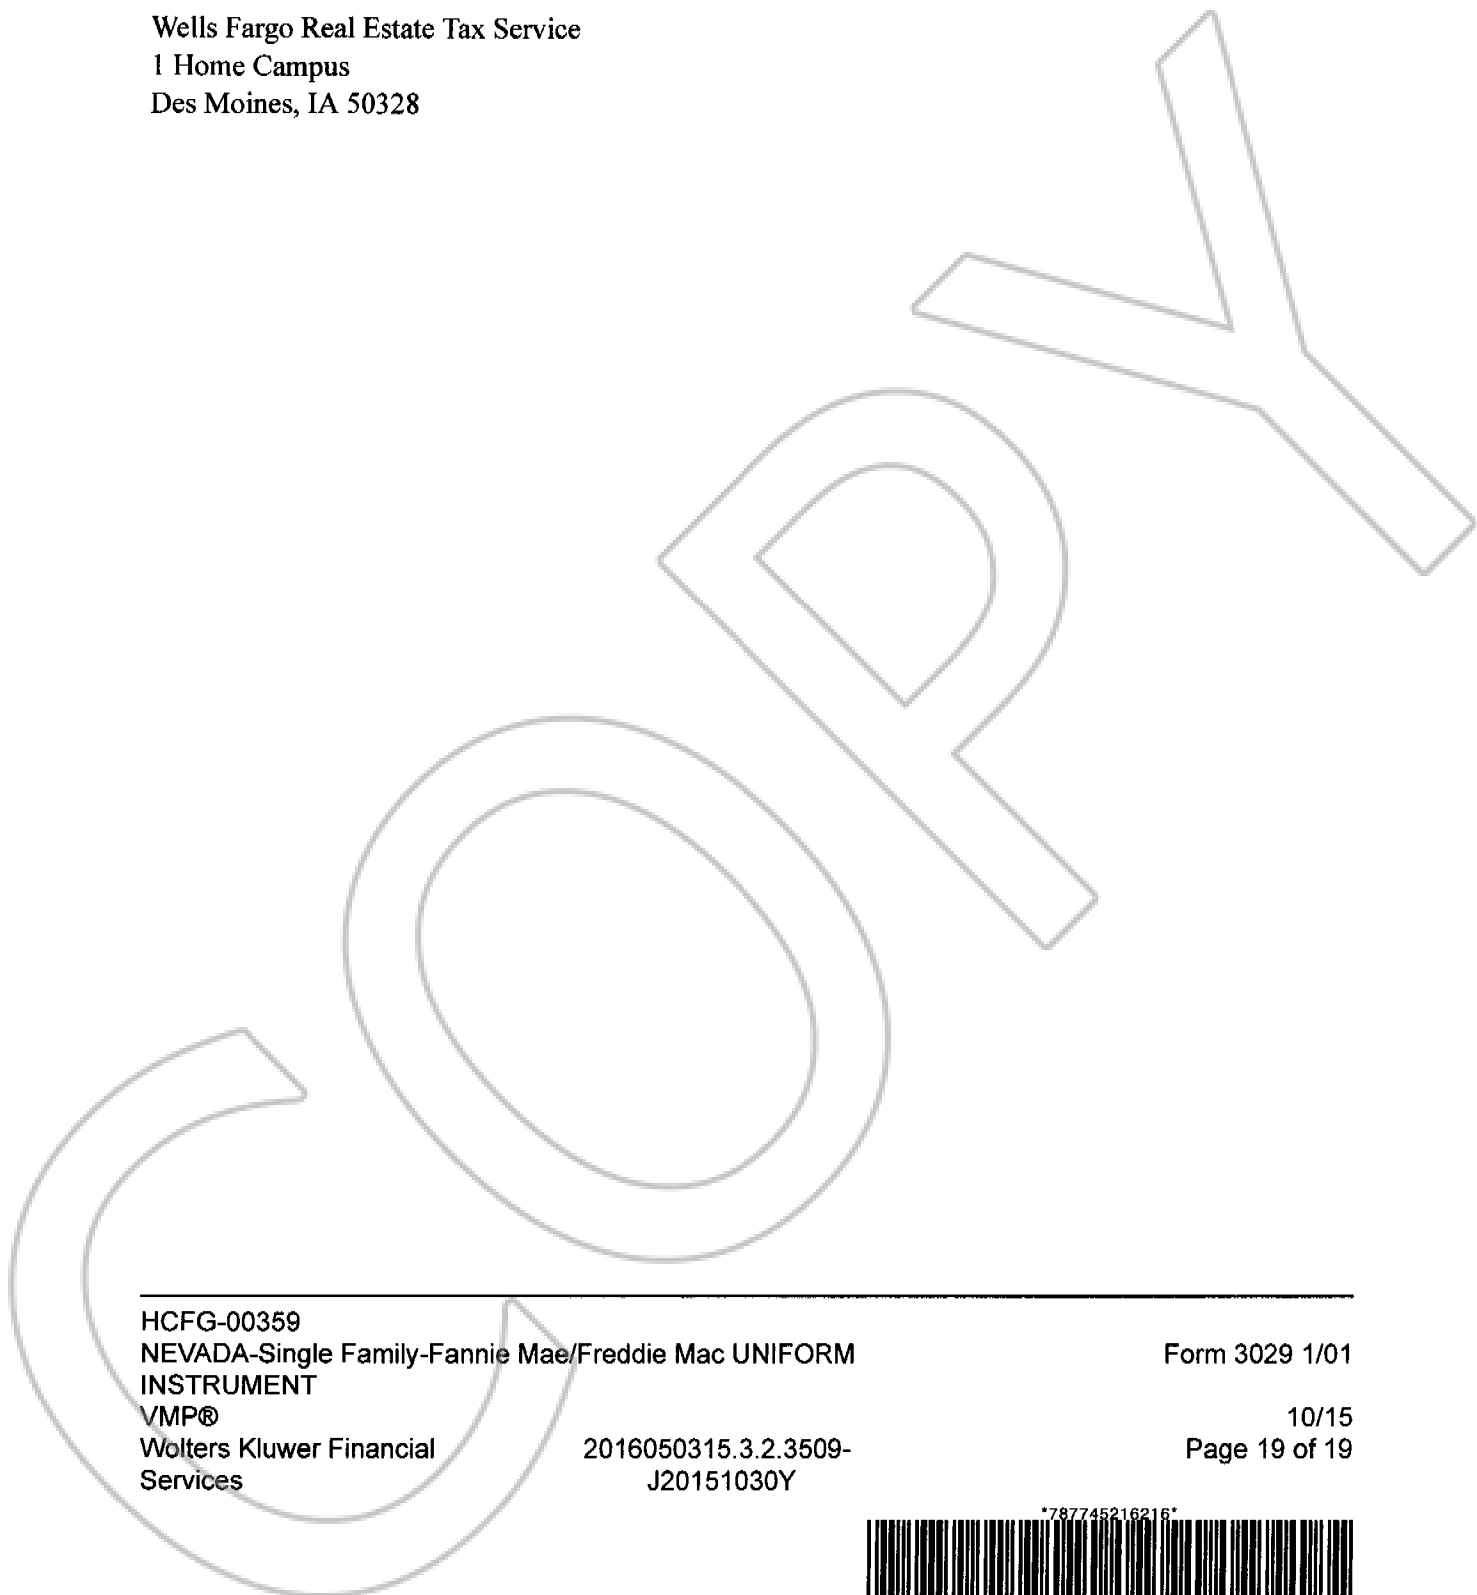 Wells Fargo Real Estate Tax Service
1 Home Campus
Des Moines, IA 50328
COPY
HCFG-00359
NEVADA-Single Family-Fannie Mae/Freddie Mac UNIFORM Form 3029 1/01
INSTRUMENT
VMP® 10/15
Wolters Kluwer Financial 2016050315.3.2.3509- Page 19 of 19
Services J20151030Y
*787745216216*